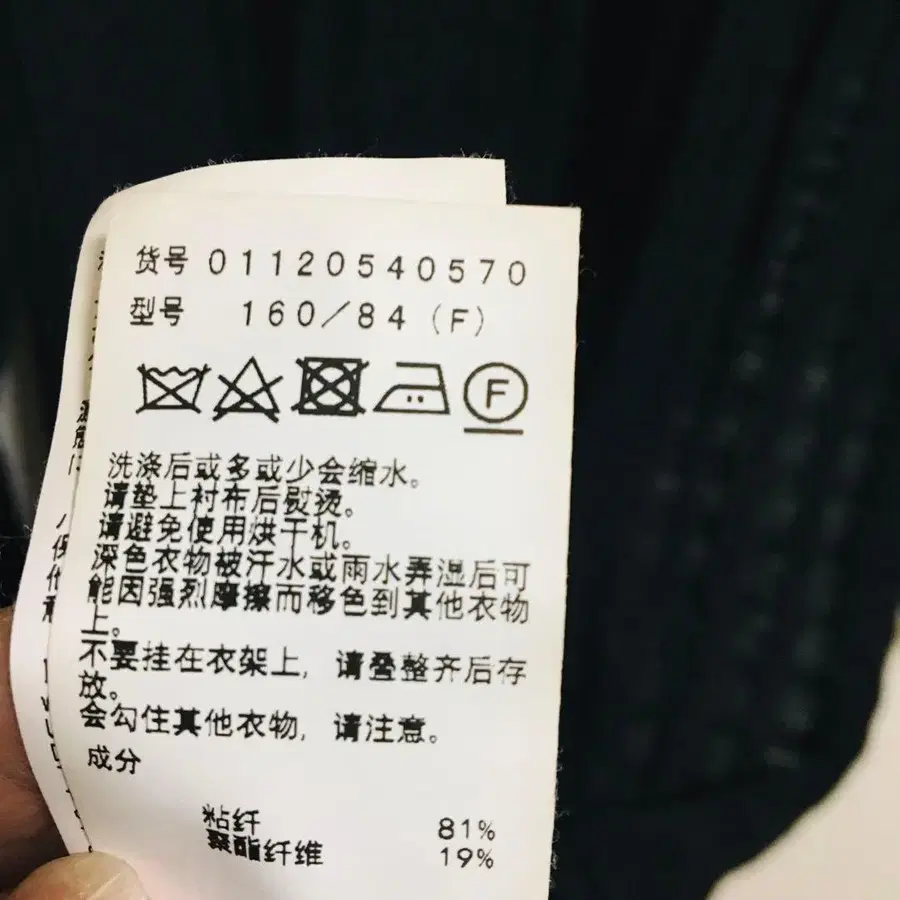 货号 01120540570
型号 160/84(F)
F
洗涤后或多或少会缩水。
请垫上衬布后熨烫。
请避免使用烘干机。
深色衣物被汗水或雨水弄湿后可
能因强烈摩擦而移色到其他衣物
上。
不要挂在衣架上, 请叠整齐后存
放。
会勾住其他衣物, 请注意。
成分
粘纤 81%
聚酯纤维 19%